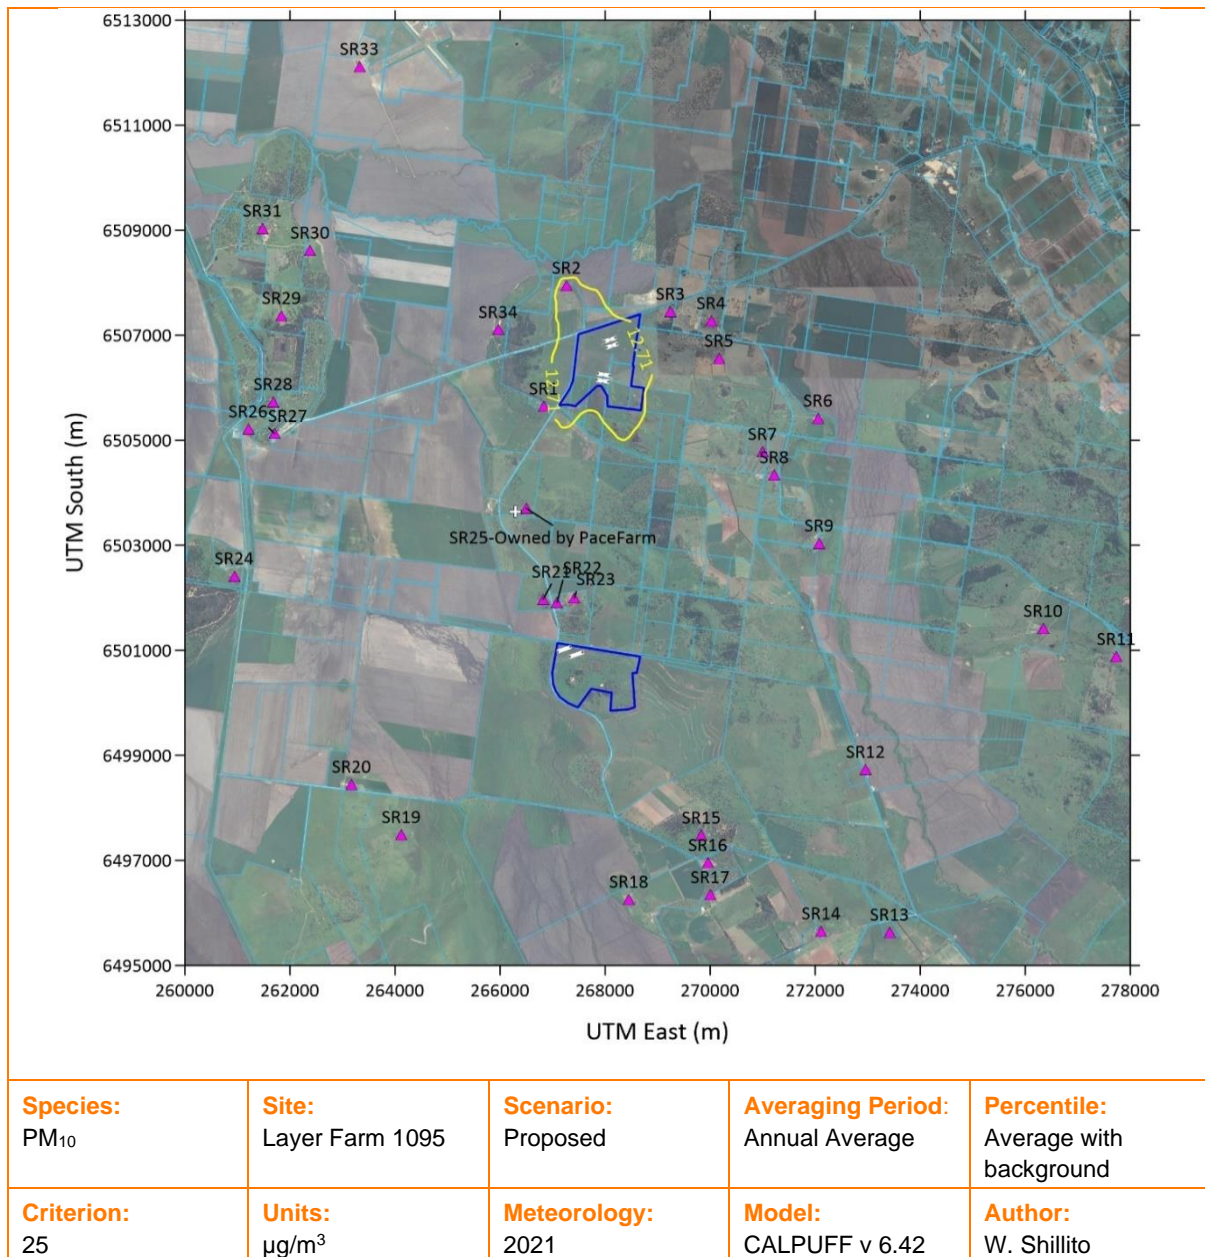 6513000
SR33
6511000
SR31
6509000
SR30
SR2
SR29
SR3
SR4
SR34
6507000
SR5
12.71
SR28
SR1
SR6
SR26
SR27
6505000
SR7
SR8
SR25-Owned by PaceFarm
SR9
6503000
SR24
SR21
SR22
SR23
SR10
SR11
6501000
6499000
SR12
SR20
SR19
SR15
SR16
6497000
SR18
SR17
SR14
SR13
6495000
260000 262000 264000 266000 268000 270000 272000 274000 276000 278000
UTM South (m)
UTM East (m)
Species: Site: Scenario: Averaging Period: Percentile:
PM₁₀ Layer Farm 1095 Proposed Annual Average Average with
background
Criterion: Units: Meteorology: Model: Author:
25 µg/m³ 2021 CALPUFF v 6.42 W. Shillito